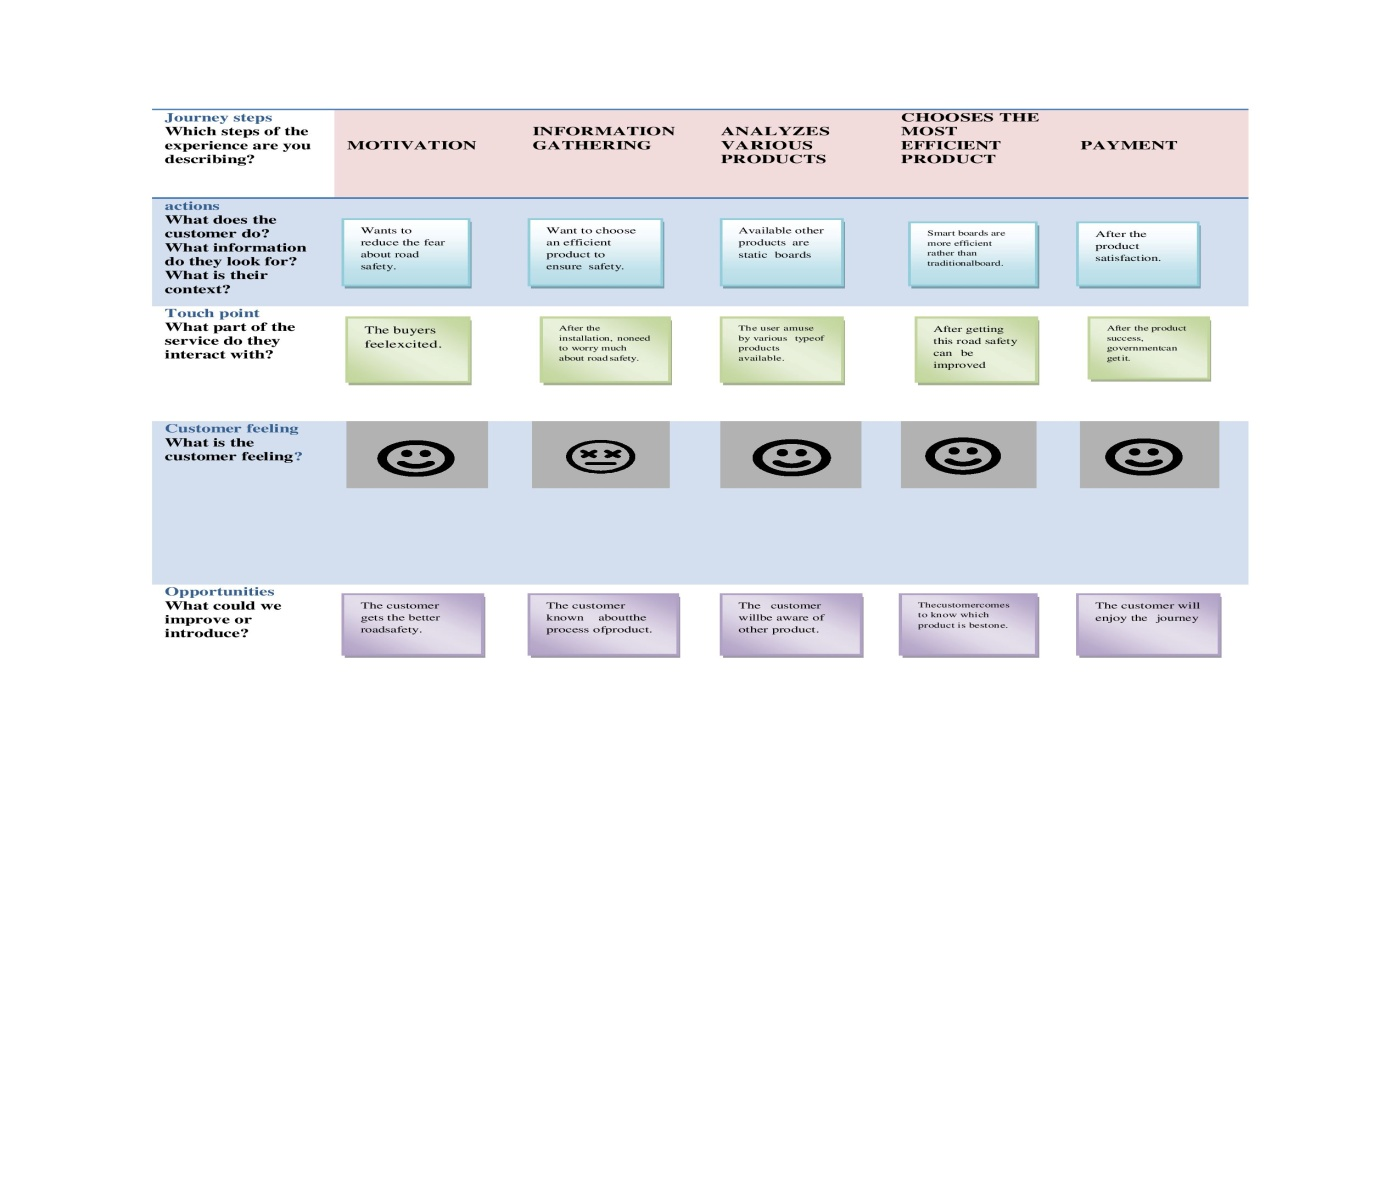 Journey steps
Which steps of the
experience are you
describing?
MOTIVATION
INFORMATION
GATHERING
ANALYZES
VARIOUS
PRODUCTS
CHOOSES THE
MOST
EFFICIENT
PRODUCT
PAYMENT
actions
What does the
customer do?
What information
do they look for?
What is their
context?
Wants to
reduce the fear
about road
safety.
Want to choose
an efficient
product to
ensure safety.
Available other
products are
static boards
Smart boards are
more efficient
rather than
traditionalboard.
After the
product
satisfaction.
Touch point
What part of the
service do they
interact with?
The buyers
feelexcited.
After the
installation, noneed
to worry much
about roadsafety.
The user amuse
by various typeof
products
available.
After getting
this road safety
can be
improved
After the product
success,
governmentcan
getit.
Customer feeling
What is the
customer feeling?
Opportunities
What could we
improve or
introduce?
The customer
gets the better
roadsafety.
The customer
known aboutthe
process ofproduct.
The customer
willbe aware of
other product.
Thecustomercomes
to know which
product is bestone.
The customer will
enjoy the journey